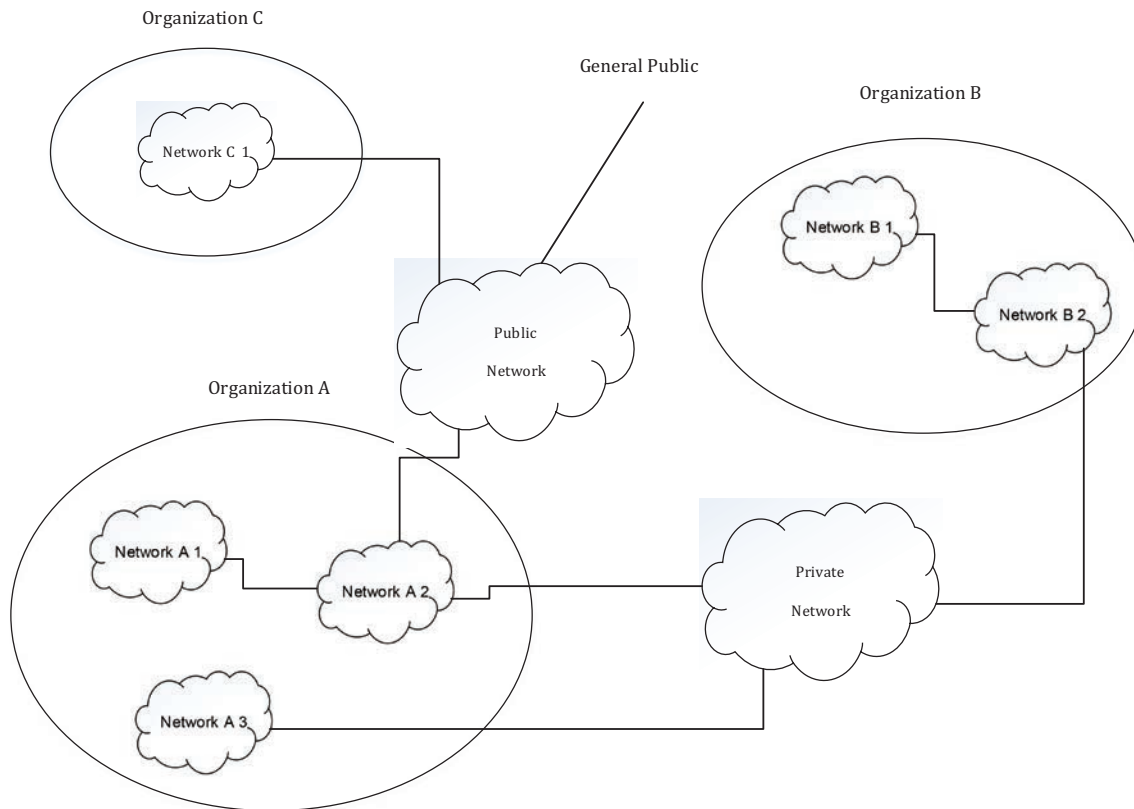 Organization C
General Public
Organization B
Network C 1
Network B 1
Network B 2
Public
Network
Organization A
Network A 1
Network A 2
Private
Network
Network A 3